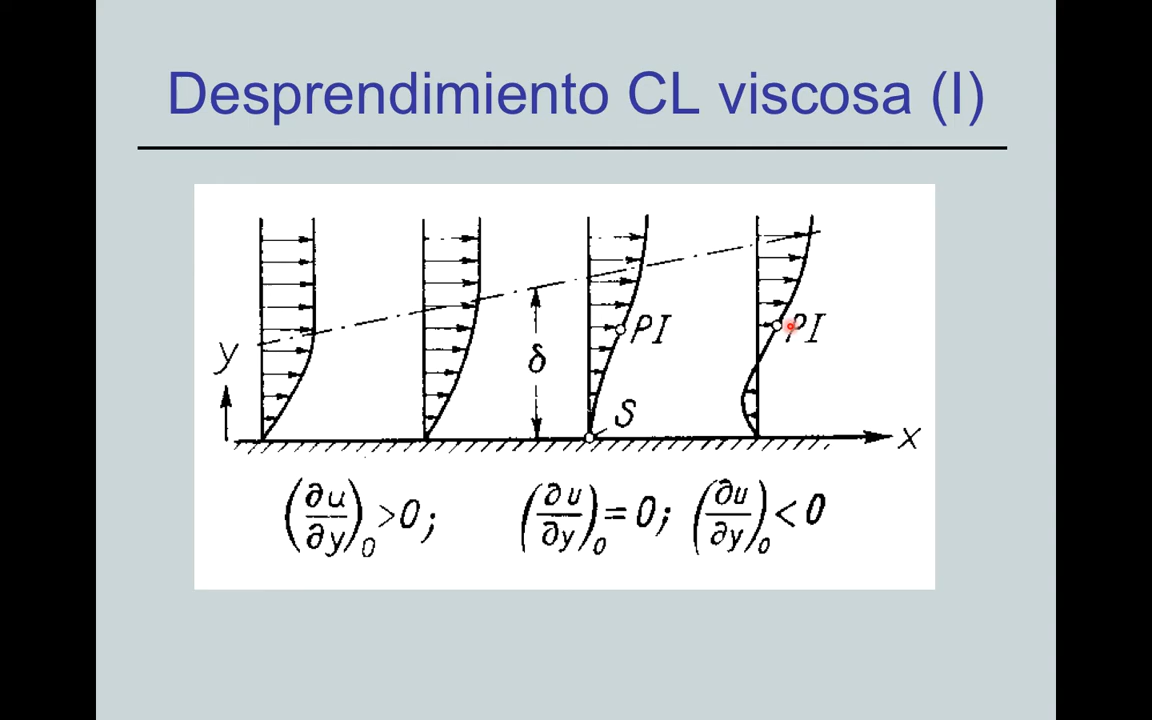 Desprendimiento CL viscosa (I)
y
δ
PI
PI
S
x
(∂u/∂y)₀ >0; (∂u/∂y)₀ = 0; (∂u/∂y)₀ < 0